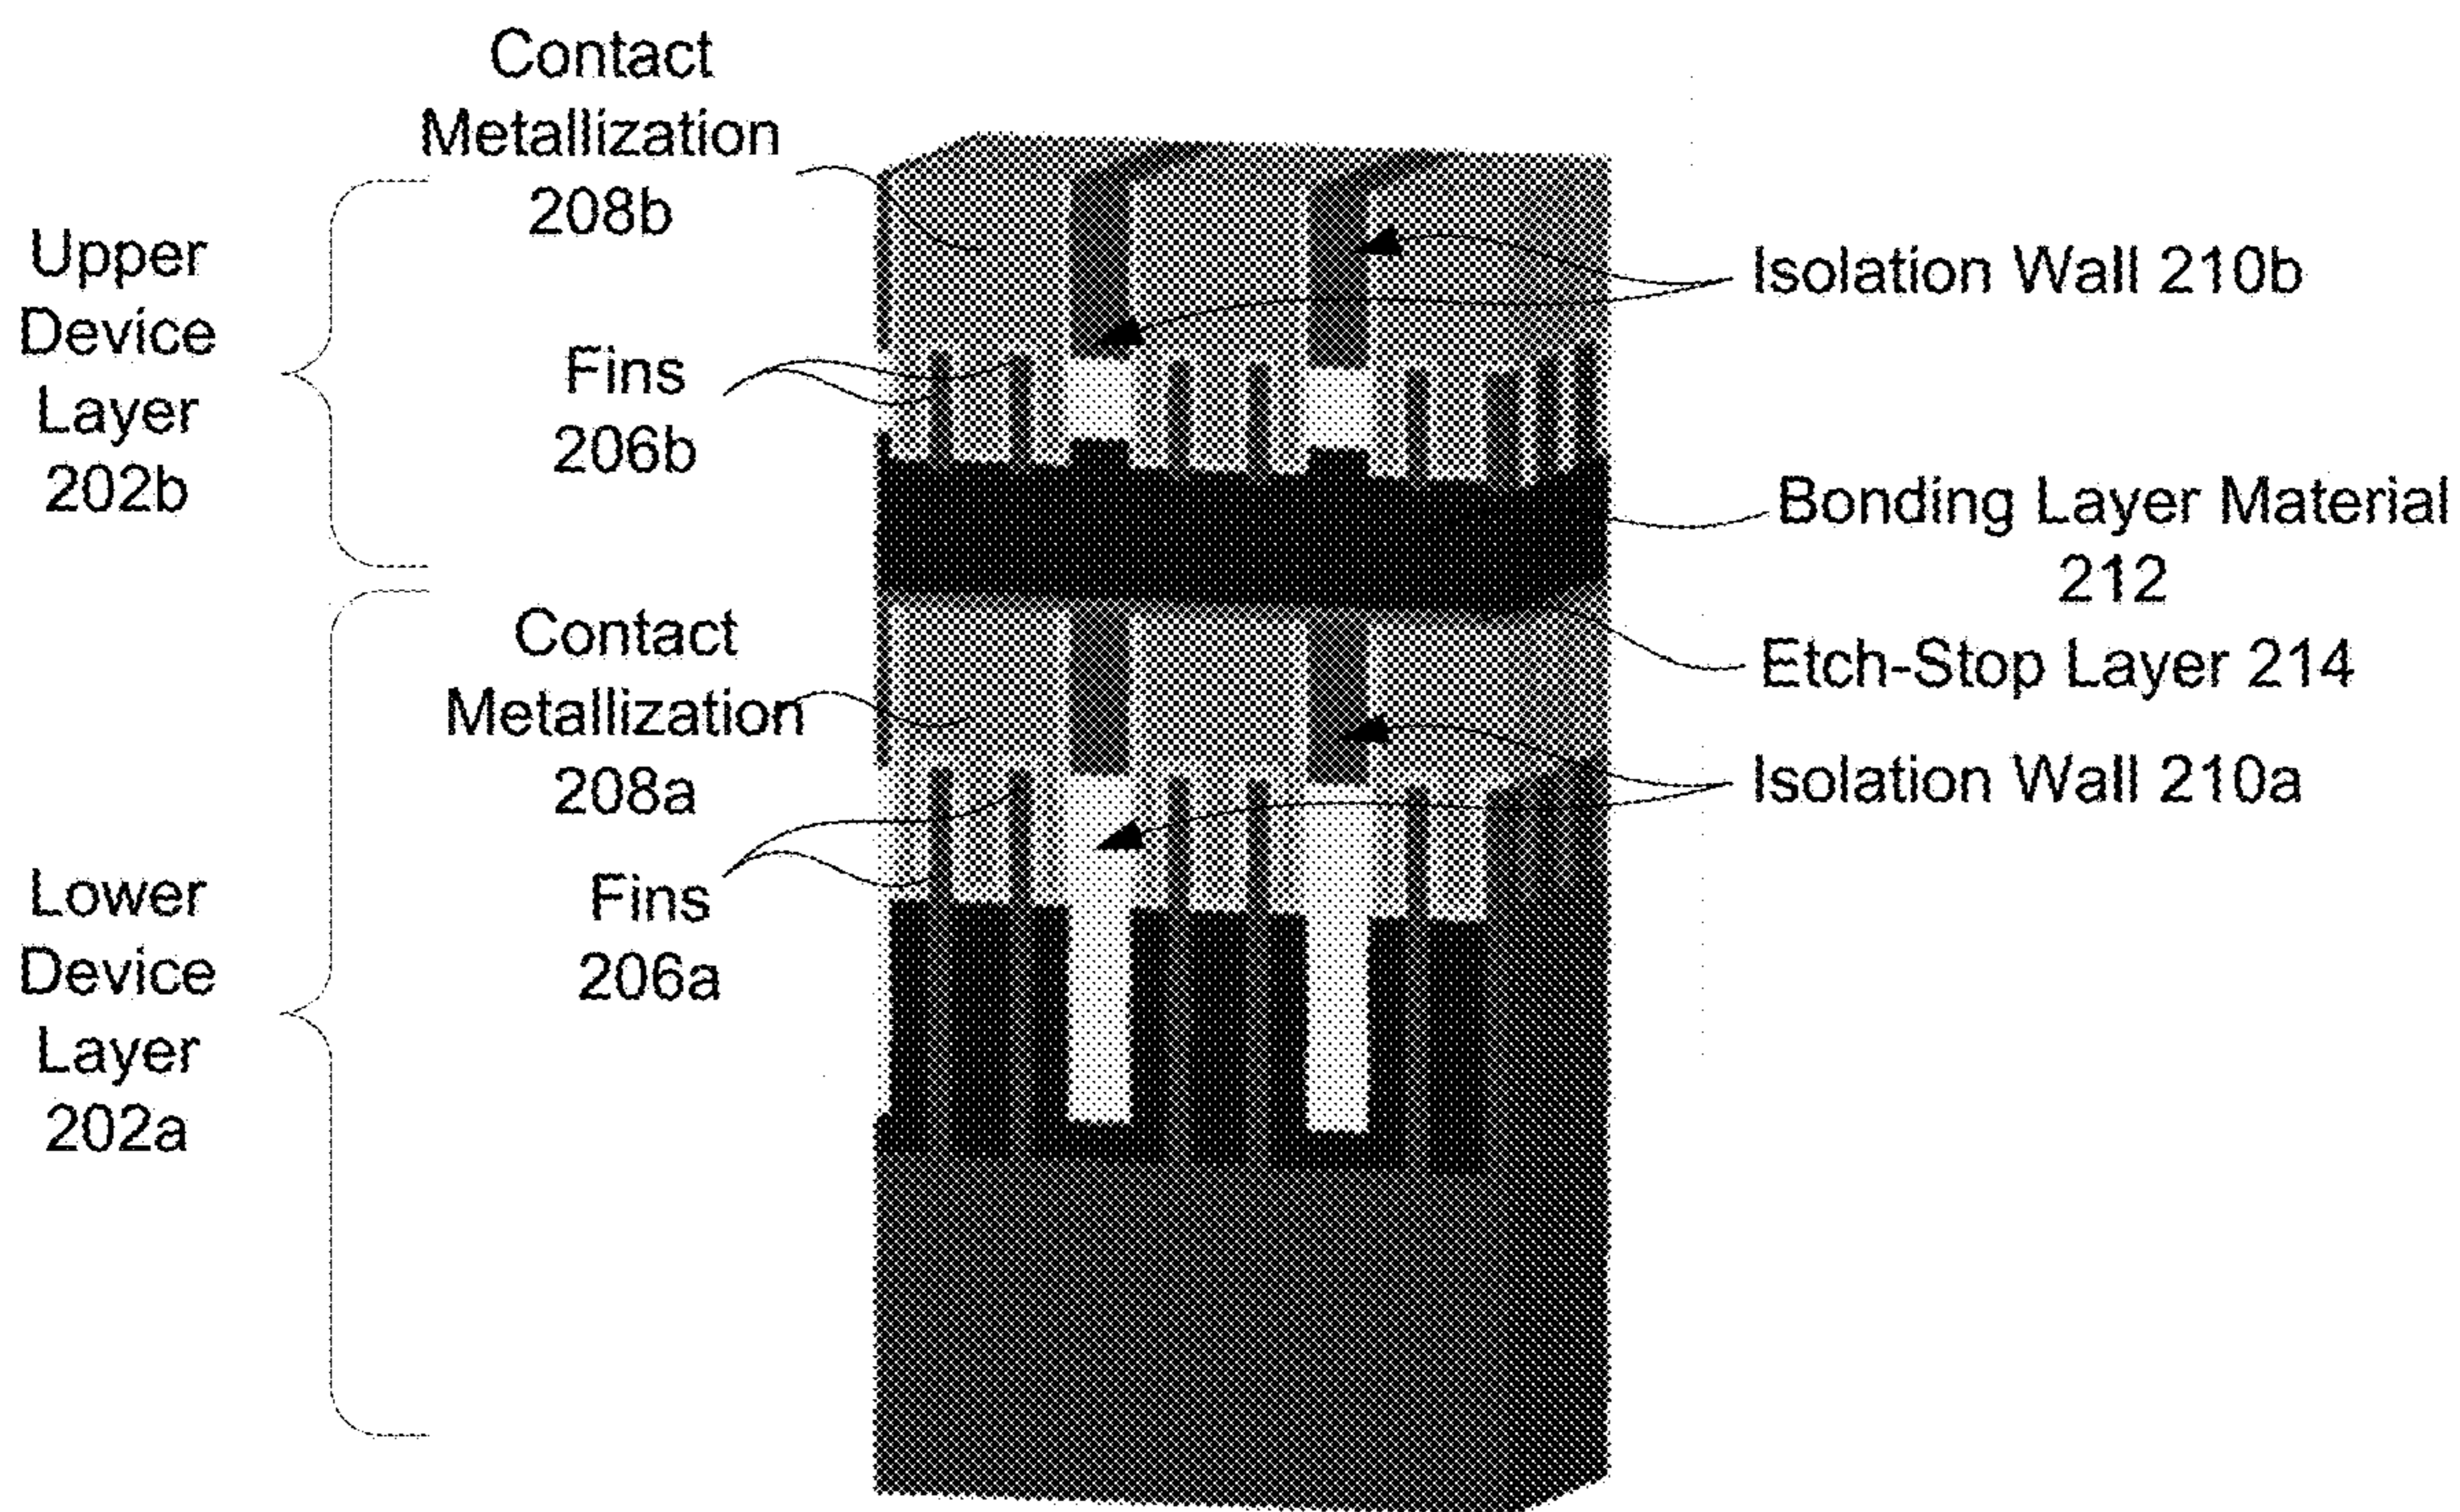 Contact
Metallization
208b
Upper
Device
Layer
202b
Fins
206b
Isolation Wall 210b
Bonding Layer Material
212
Etch-Stop Layer 214
Contact
Metallization
208a
Isolation Wall 210a
Fins
206a
Lower
Device
Layer
202a